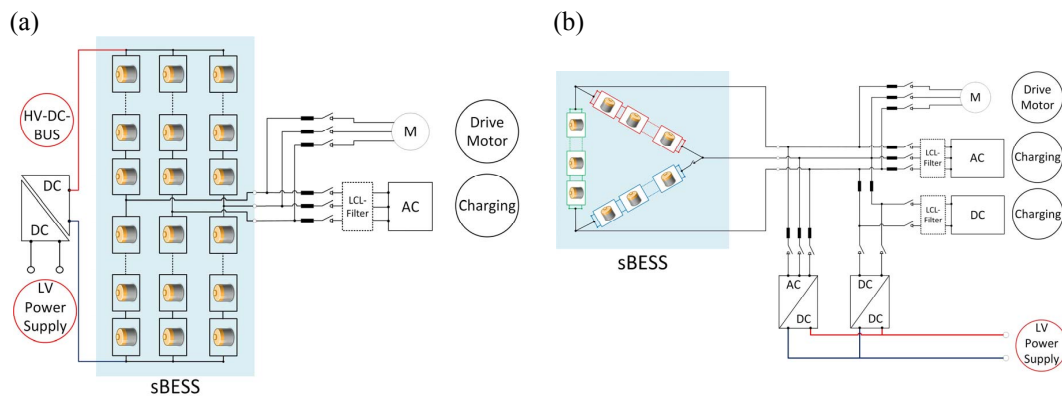 (a)
HV-DC-
BUS
DC
DC
LV
Power
Supply
sBESS
M
Drive
Motor
LCL-
Filter
AC
Charging
(b)
sBESS
M
Drive
Motor
LCL-
Filter
AC
Charging
LCL-
Filter
DC
Charging
AC
DC
DC
DC
LV
Power
Supply